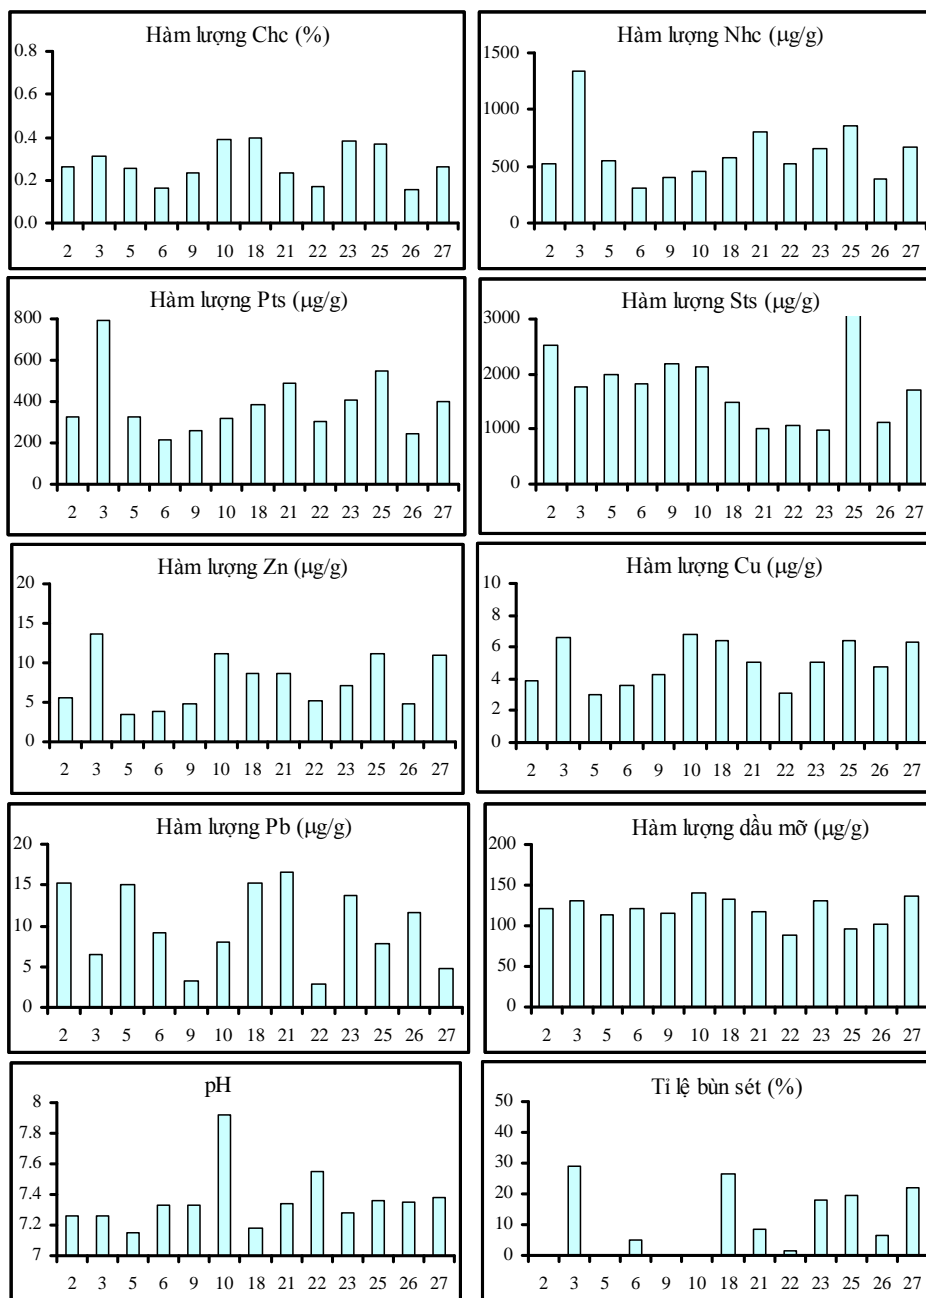 Hàm lượng Chc (%)
0.8
0.6
0.4
0.2
0.0
2 3 5 6 9 10 18 21 22 23 25 26 27
Hàm lượng Nhc (μg/g)
1500
1000
500
0
2 3 5 6 9 10 18 21 22 23 25 26 27
Hàm lượng Pts (μg/g)
800
600
400
200
0
2 3 5 6 9 10 18 21 22 23 25 26 27
Hàm lượng Sts (μg/g)
3000
2000
1000
0
2 3 5 6 9 10 18 21 22 23 25 26 27
Hàm lượng Zn (μg/g)
20
15
10
5
0
2 3 5 6 9 10 18 21 22 23 25 26 27
Hàm lượng Cu (μg/g)
10
8
6
4
2
0
2 3 5 6 9 10 18 21 22 23 25 26 27
Hàm lượng Pb (μg/g)
20
15
10
5
0
2 3 5 6 9 10 18 21 22 23 25 26 27
Hàm lượng dầu mỡ (μg/g)
200
150
100
50
0
2 3 5 6 9 10 18 21 22 23 25 26 27
pH
8
7.8
7.6
7.4
7.2
7
2 3 5 6 9 10 18 21 22 23 25 26 27
Tỉ lệ bùn sét (%)
50
40
30
20
10
0
2 3 6 9 10 18 21 22 23 25 26 27